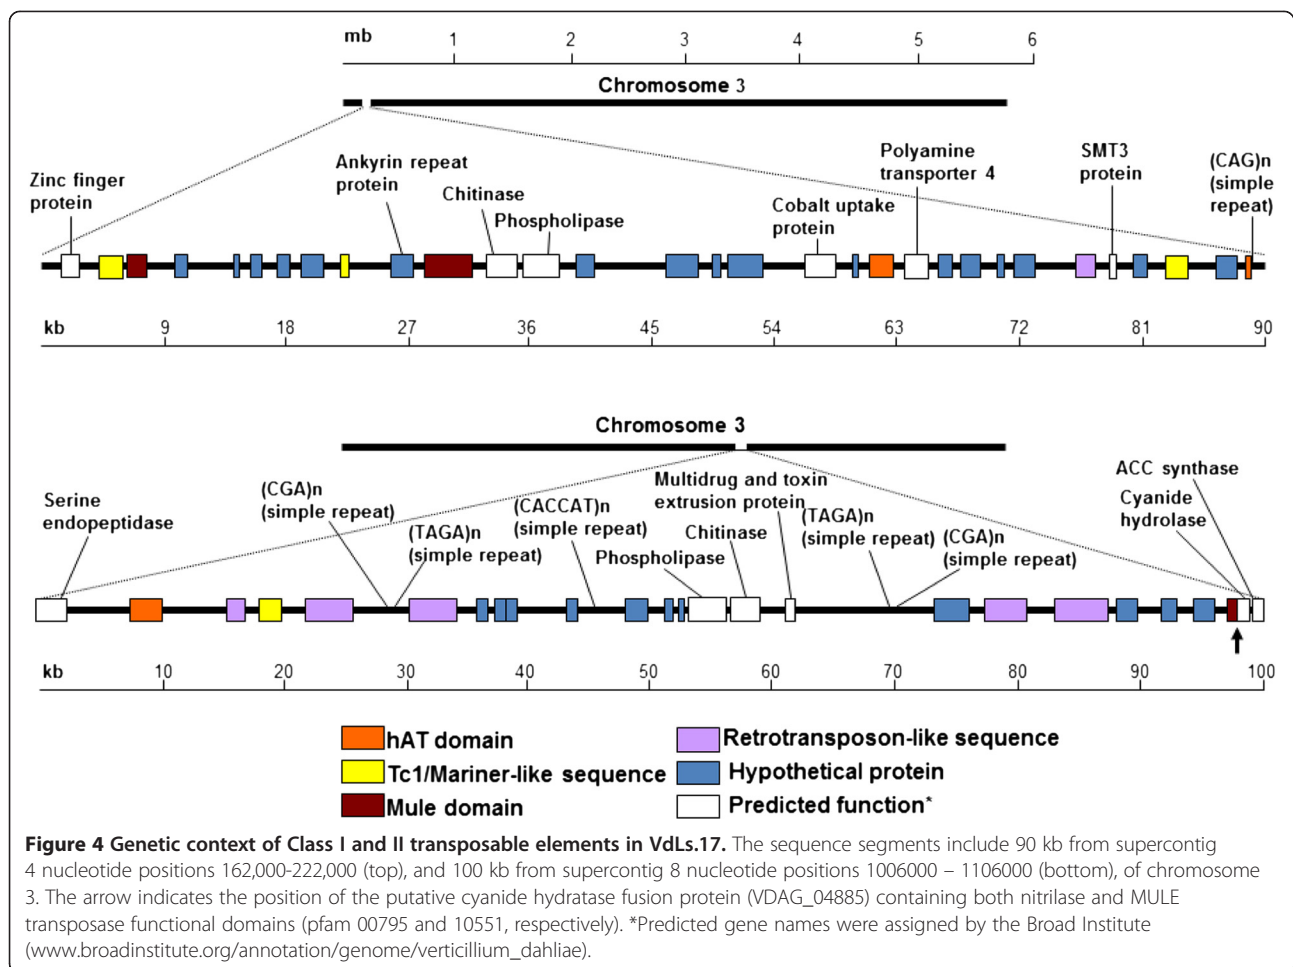 mb 1 2 3 4 5 6
Chromosome 3
Zinc finger
protein
Ankyrin repeat
protein
Chitinase
Phospholipase
Cobalt uptake
protein
Polyamine
transporter 4
SMT3
protein
(CAG)n
(simple
repeat)
kb 9 18 27 36 45 54 63 72 81 90
Chromosome 3
Serine
endopeptidase
(CGA)n
(simple repeat)
(TAGA)n
(simple repeat)
(CACCAT)n
(simple repeat)
Phospholipase
Chitinase
Multidrug and toxin
extrusion protein
(TAGA)n
(simple repeat)
(CGA)n
(simple repeat)
ACC synthase
Cyanide
hydrolase
kb 10 20 30 40 50 60 70 80 90 100
hAT domain
Tc1/Mariner-like sequence
Mule domain
Retrotransposon-like sequence
Hypothetical protein
Predicted function*
Figure 4 Genetic context of Class I and II transposable elements in VdLs.17. The sequence segments include 90 kb from supercontig
4 nucleotide positions 162,000-222,000 (top), and 100 kb from supercontig 8 nucleotide positions 1006000 – 1106000 (bottom), of chromosome
3. The arrow indicates the position of the putative cyanide hydratase fusion protein (VDAG_04885) containing both nitrilase and MULE
transposase functional domains (pfam 00795 and 10551, respectively). *Predicted gene names were assigned by the Broad Institute
(www.broadinstitute.org/annotation/genome/verticillium_dahliae).